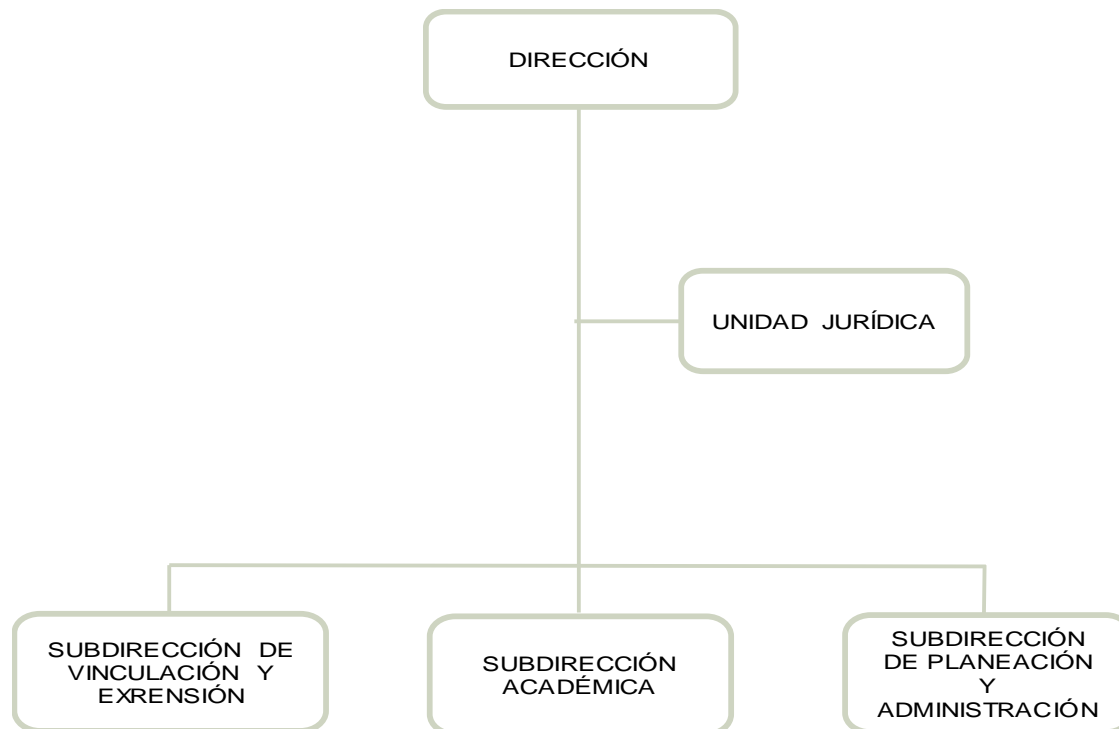 DIRECCIÓN
UNIDAD JURÍDICA
SUBDIRECCIÓN DE
VINCULACIÓN Y
EXRENSIÓN
SUBDIRECCIÓN
ACADÉMICA
SUBDIRECCIÓN
DE PLANEACIÓN
Y
ADMINISTRACIÓN